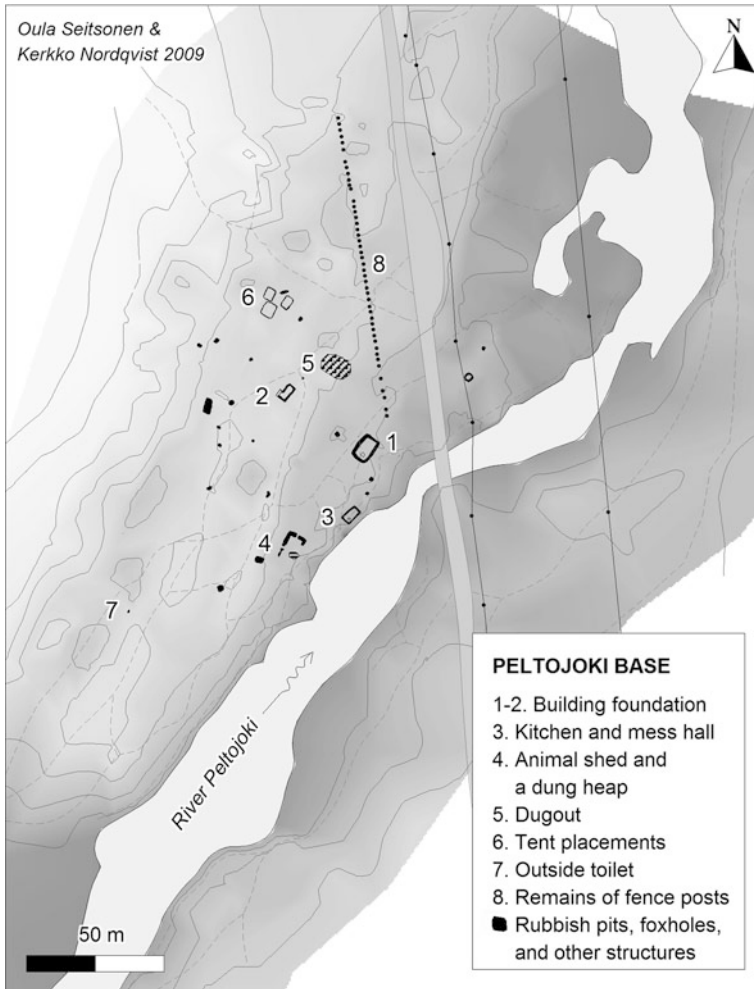 Oula Seitsonen &
Kerkko Nordqvist 2009
N
8
6
5
2
1
3
4
7
River Peltojoki
50 m
PELTOJOKI BASE
1-2. Building foundation
3. Kitchen and mess hall
4. Animal shed and
a dung heap
5. Dugout
6. Tent placements
7. Outside toilet
8. Remains of fence posts
Rubbish pits, foxholes,
and other structures